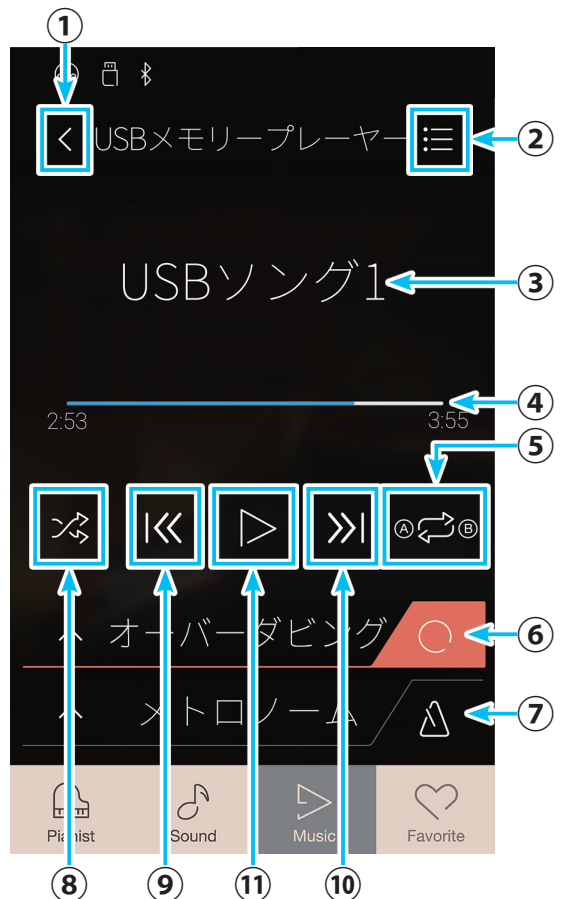 ①
< USBメモリープレーヤー ②
USBソング1 ③
④
2:53 3:55
⑤
Ⓐ Ⓑ
オーバーダビング ⑥
メトロノーム ⑦
Pianist Sound Music Favorite
⑧ ⑨ ⑪ ⑩